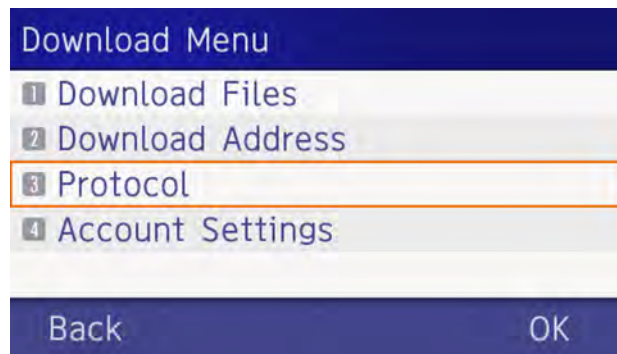 Download Menu
1 Download Files
2 Download Address
3 Protocol
4 Account Settings
Back OK